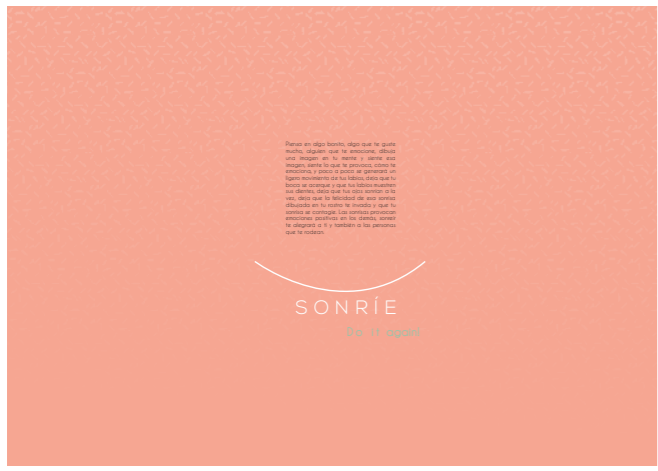 Piensa en algo bonito, algo que te guste
mucho, alguien que te emocione, dibuja
una imagen en tu mente y siente esa
imagen, siente lo que te provoca, cómo te
emociona, y poco a poco se generará un
ligero movimiento de tus labios, deja que tu
boca se arranque y que tus labios muestren
sus dientes, deja que tus ojos sonrían a la
vez, deja que la felicidad de esa sonrisa
dibujada en tu rostro te invada y que tu
sonrisa se contagie. Las sonrisas provocan
emociones positivas en los demás, sonreír
te alegrará a ti y también a las personas
que te rodean.
SONRÍE
Día 11 agosto